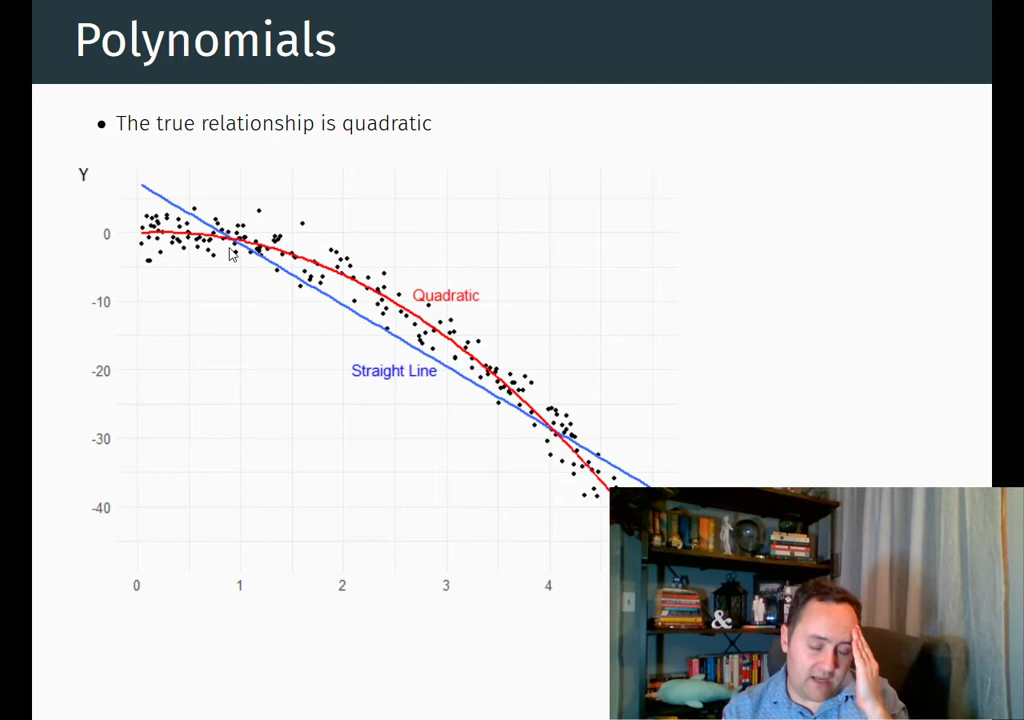 Polynomials
• The true relationship is quadratic
Y
0
-10
Quadratic
-20
Straight Line
-30
-40
0 1 2 3 4
&